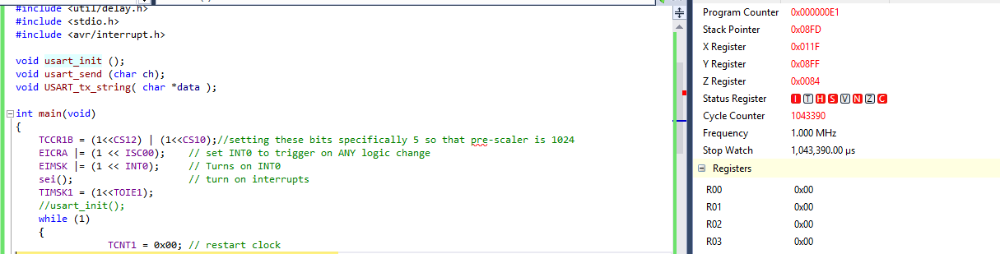 #include <util/delay.h>
#include <stdio.h>
#include <avr/interrupt.h>
void usart_init ();
void usart_send (char ch);
void USART_tx_string( char *data );
int main(void)
{
TCCR1B = (1<<CS12) | (1<<CS10);//setting these bits specifically 5 so that pre-scaler is 1024
EICRA |= (1 << ISC00);    // set INT0 to trigger on ANY logic change
EIMSK |= (1 << INT0);     // Turns on INT0
sei();                    // turn on interrupts
TIMSK1 = (1<<TOIE1);
//usart_init();
while (1)
{
TCNT1 = 0x00; // restart clock
Program Counter 0x000000E1
Stack Pointer 0x08FD
X Register 0x011F
Y Register 0x08FF
Z Register 0x0084
Status Register I T H S V N Z C
Cycle Counter 1043390
Frequency 1.000 MHz
Stop Watch 1,043,390.00 µs
Registers
R00 0x00
R01 0x00
R02 0x00
R03 0x00